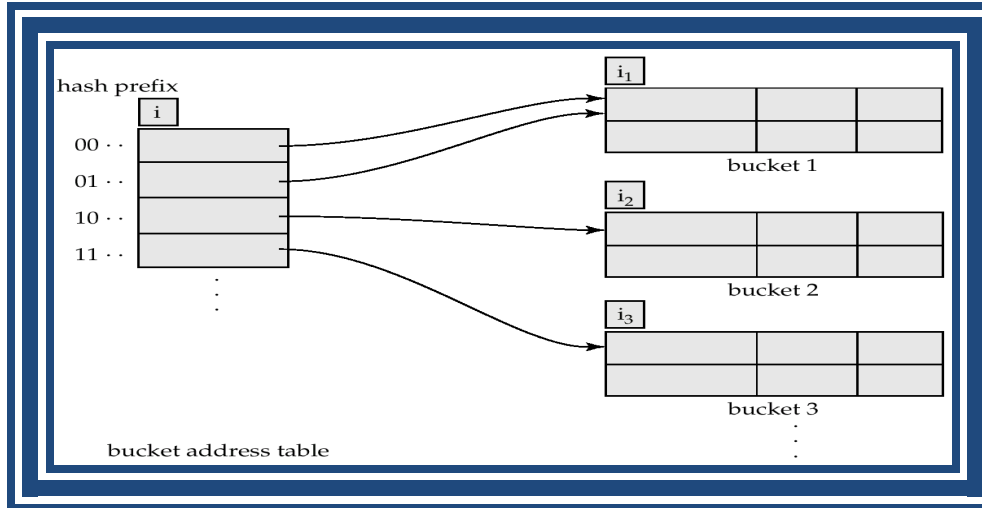 hash prefix
i
00 ··
01 ··
10 ··
11 ··
bucket address table
i₁
bucket 1
i₂
bucket 2
i₃
bucket 3